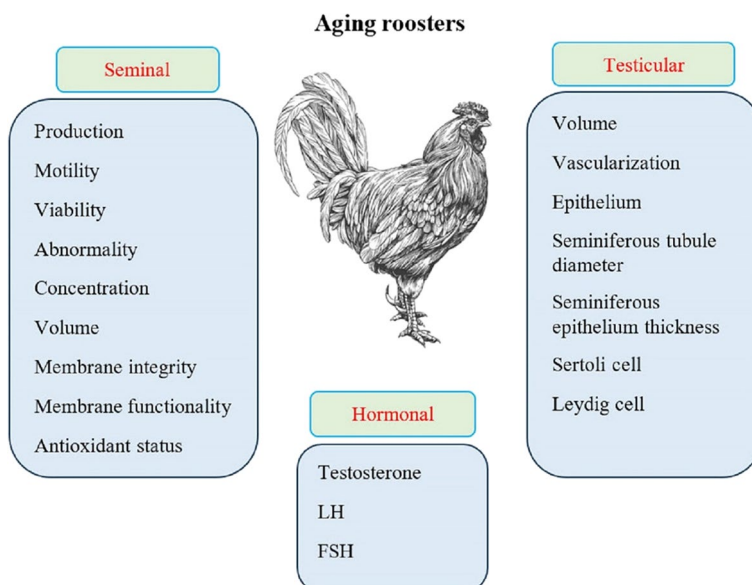 Aging roosters
Seminal
Production
Motility
Viability
Abnormality
Concentration
Volume
Membrane integrity
Membrane functionality
Antioxidant status
Testicular
Volume
Vascularization
Epithelium
Seminiferous tubule
diameter
Seminiferous
epithelium thickness
Sertoli cell
Leydig cell
Hormonal
Testosterone
LH
FSH